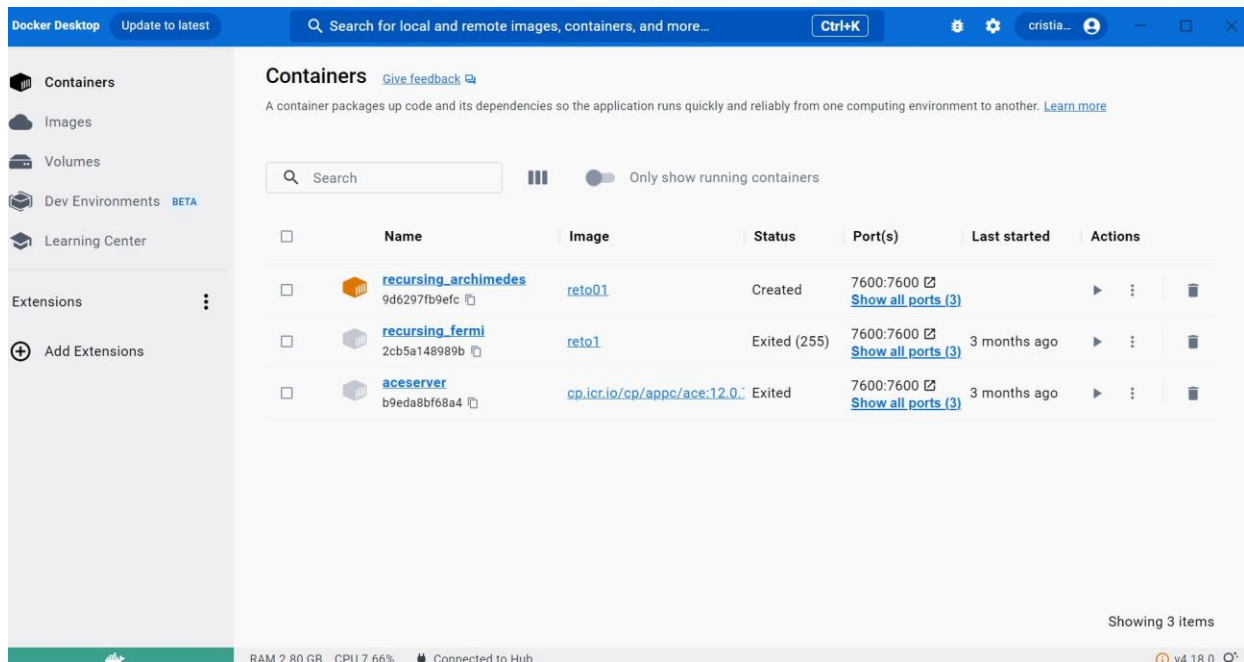 Docker Desktop Update to latest Search for local and remote images, containers, and more... Ctrl+K cristia...
Containers
Images
Volumes
Dev Environments BETA
Learning Center
Extensions
Add Extensions
Containers Give feedback
A container packages up code and its dependencies so the application runs quickly and reliably from one computing environment to another. Learn more
Search Only show running containers
Name Image Status Port(s) Last started Actions
recursing_archimedes reto01 Created 7600:7600
9d6297fb9efc Show all ports (3)
recursing_fermi reto1 Exited (255) 7600:7600 3 months ago
2cb5a148989b Show all ports (3)
aceserver cp.icr.io/cp/appc/ace:12.0. Exited 7600:7600 3 months ago
b9eda8bf68a4 Show all ports (3)
Showing 3 items
RAM 2.80 GB CPU 7.66% Connected to Hub v4.18.0